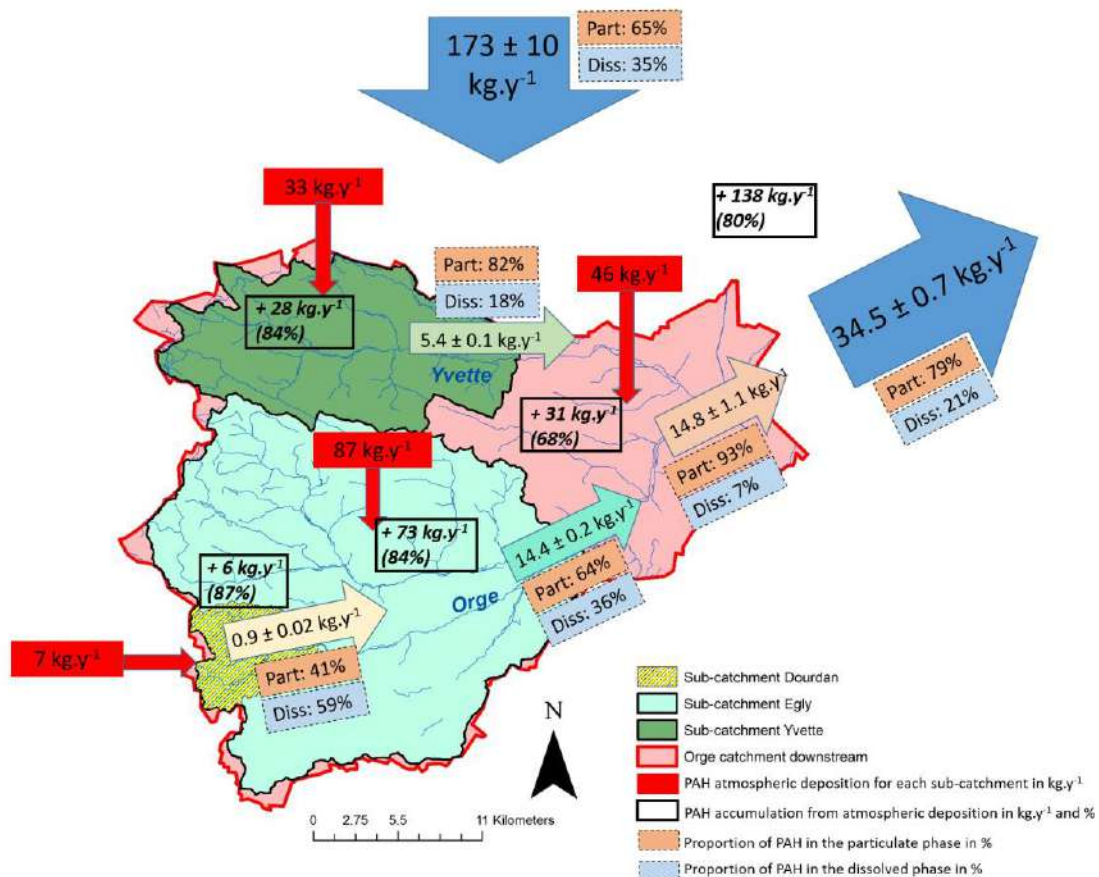 173 ± 10
kg.y⁻¹
Part: 65%
Diss: 35%
33 kg.y⁻¹
+ 138 kg.y⁻¹
(80%)
34.5 ± 0.7 kg.y⁻¹
Part: 79%
Diss: 21%
Part: 82%
Diss: 18%
46 kg.y⁻¹
+ 28 kg.y⁻¹
(84%)
5.4 ± 0.1 kg.y⁻¹
Yvette
+ 31 kg.y⁻¹
(68%)
14.8 ± 1.1 kg.y⁻¹
Part: 93%
Diss: 7%
87 kg.y⁻¹
+ 73 kg.y⁻¹
(84%)
14.4 ± 0.2 kg.y⁻¹
Part: 64%
Diss: 36%
Orge
+ 6 kg.y⁻¹
(87%)
0.9 ± 0.02 kg.y⁻¹
7 kg.y⁻¹
Part: 41%
Diss: 59%
N
0 2.75 5.5 11 Kilometers
Sub-catchment Dourdan
Sub-catchment Egly
Sub-catchment Yvette
Orge catchment downstream
PAH atmospheric deposition for each sub-catchment in kg.y⁻¹
PAH accumulation from atmospheric deposition in kg.y⁻¹ and %
Proportion of PAH in the particulate phase in %
Proportion of PAH in the dissolved phase in %